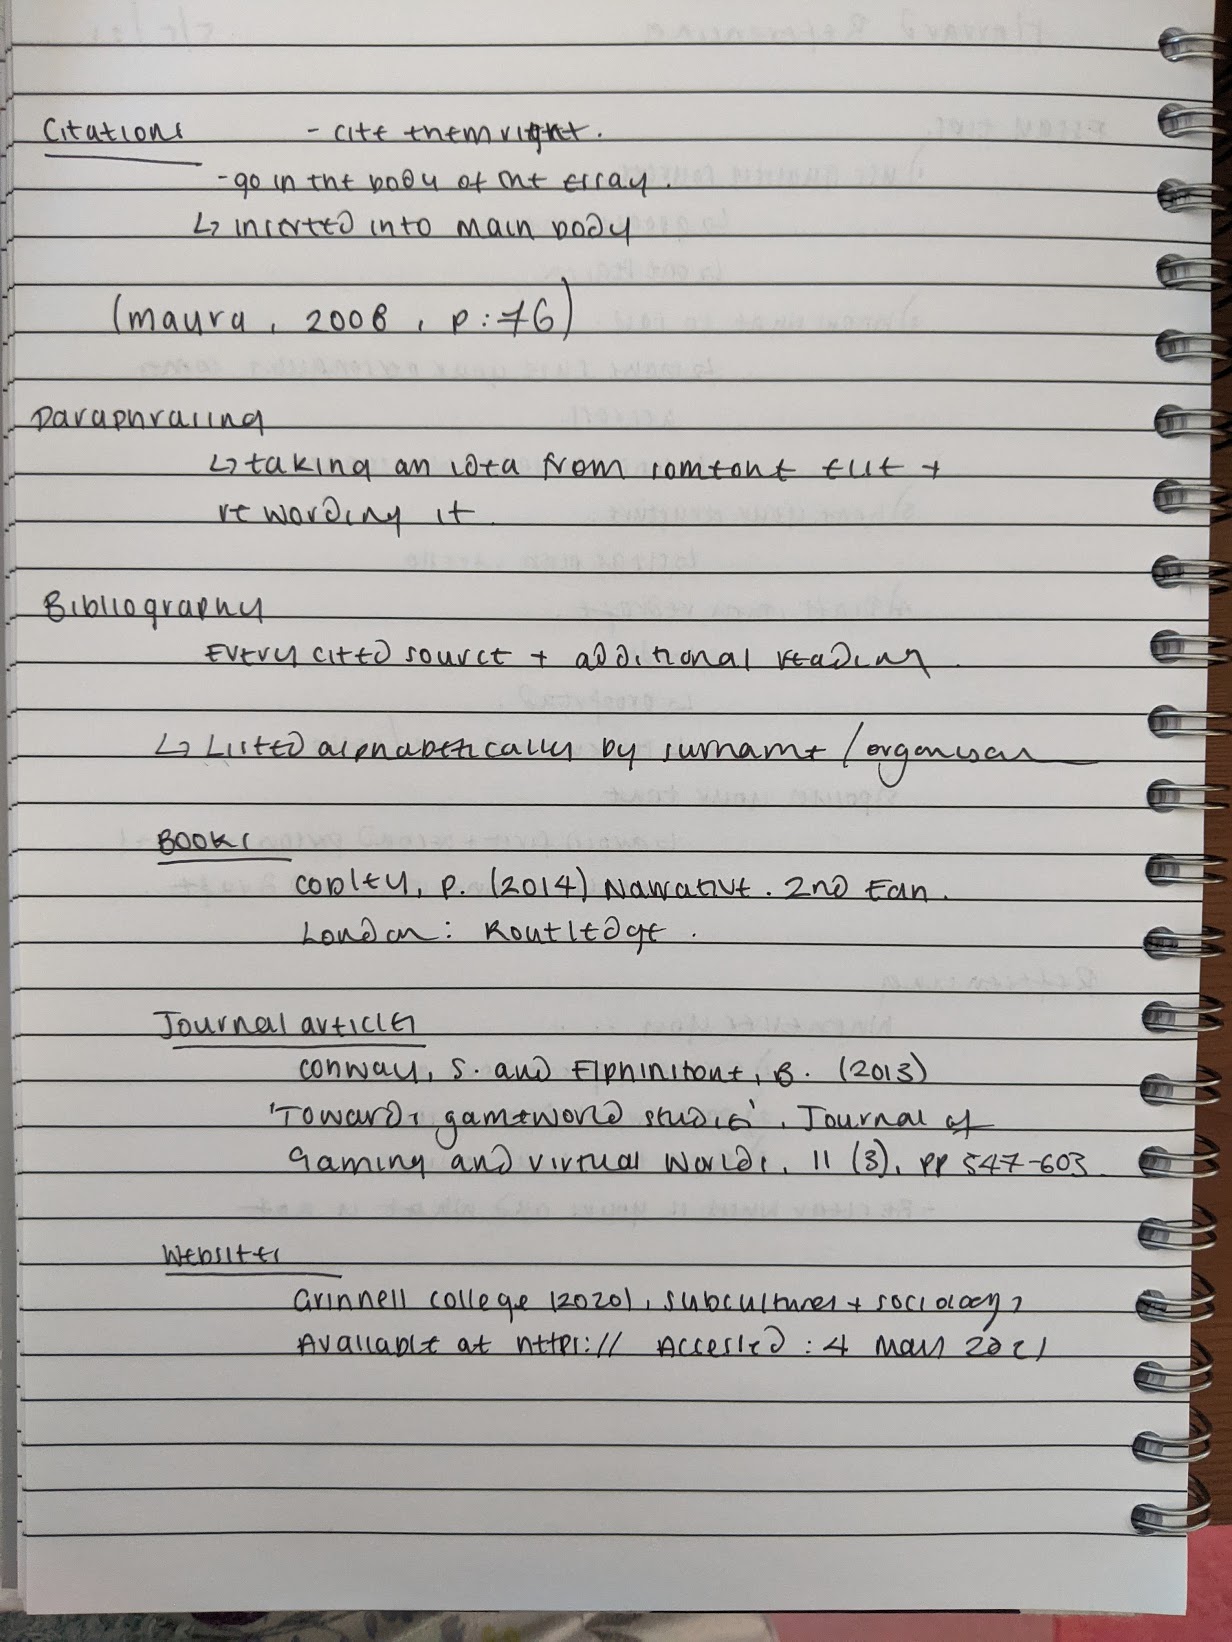 Citations - cite them right.
- go in the body of the essay.
↳ inserted into main body
(maura, 2008, p:76)
Paraphrasing
↳ taking an idea from someone else +
rewording it.
Bibliography
Every cited source + additional reading.
↳ Listed alphabetically by surname /
Books
cobley, p. (2014) Narrative. 2nd Edn.
London: Routledge.
Journal articles
Conway, S. and Elphinstone, B. (2013)
'Towards gameworld studies', Journal of
Gaming and virtual worlds, 11 (3), pp 547-603.
Websites
Grinnell college (2020), subcultures + sociology,
Available at https:// Accessed: 4 May 2021